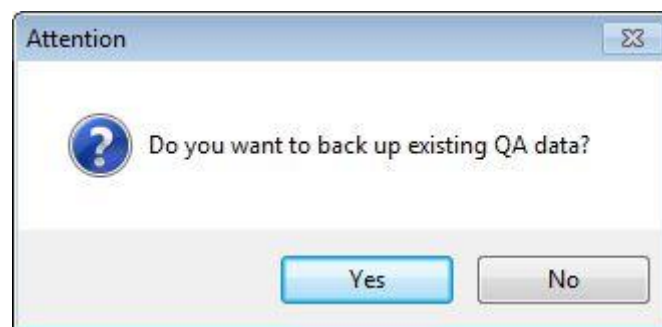 Attention
Do you want to back up existing QA data?
Yes
No